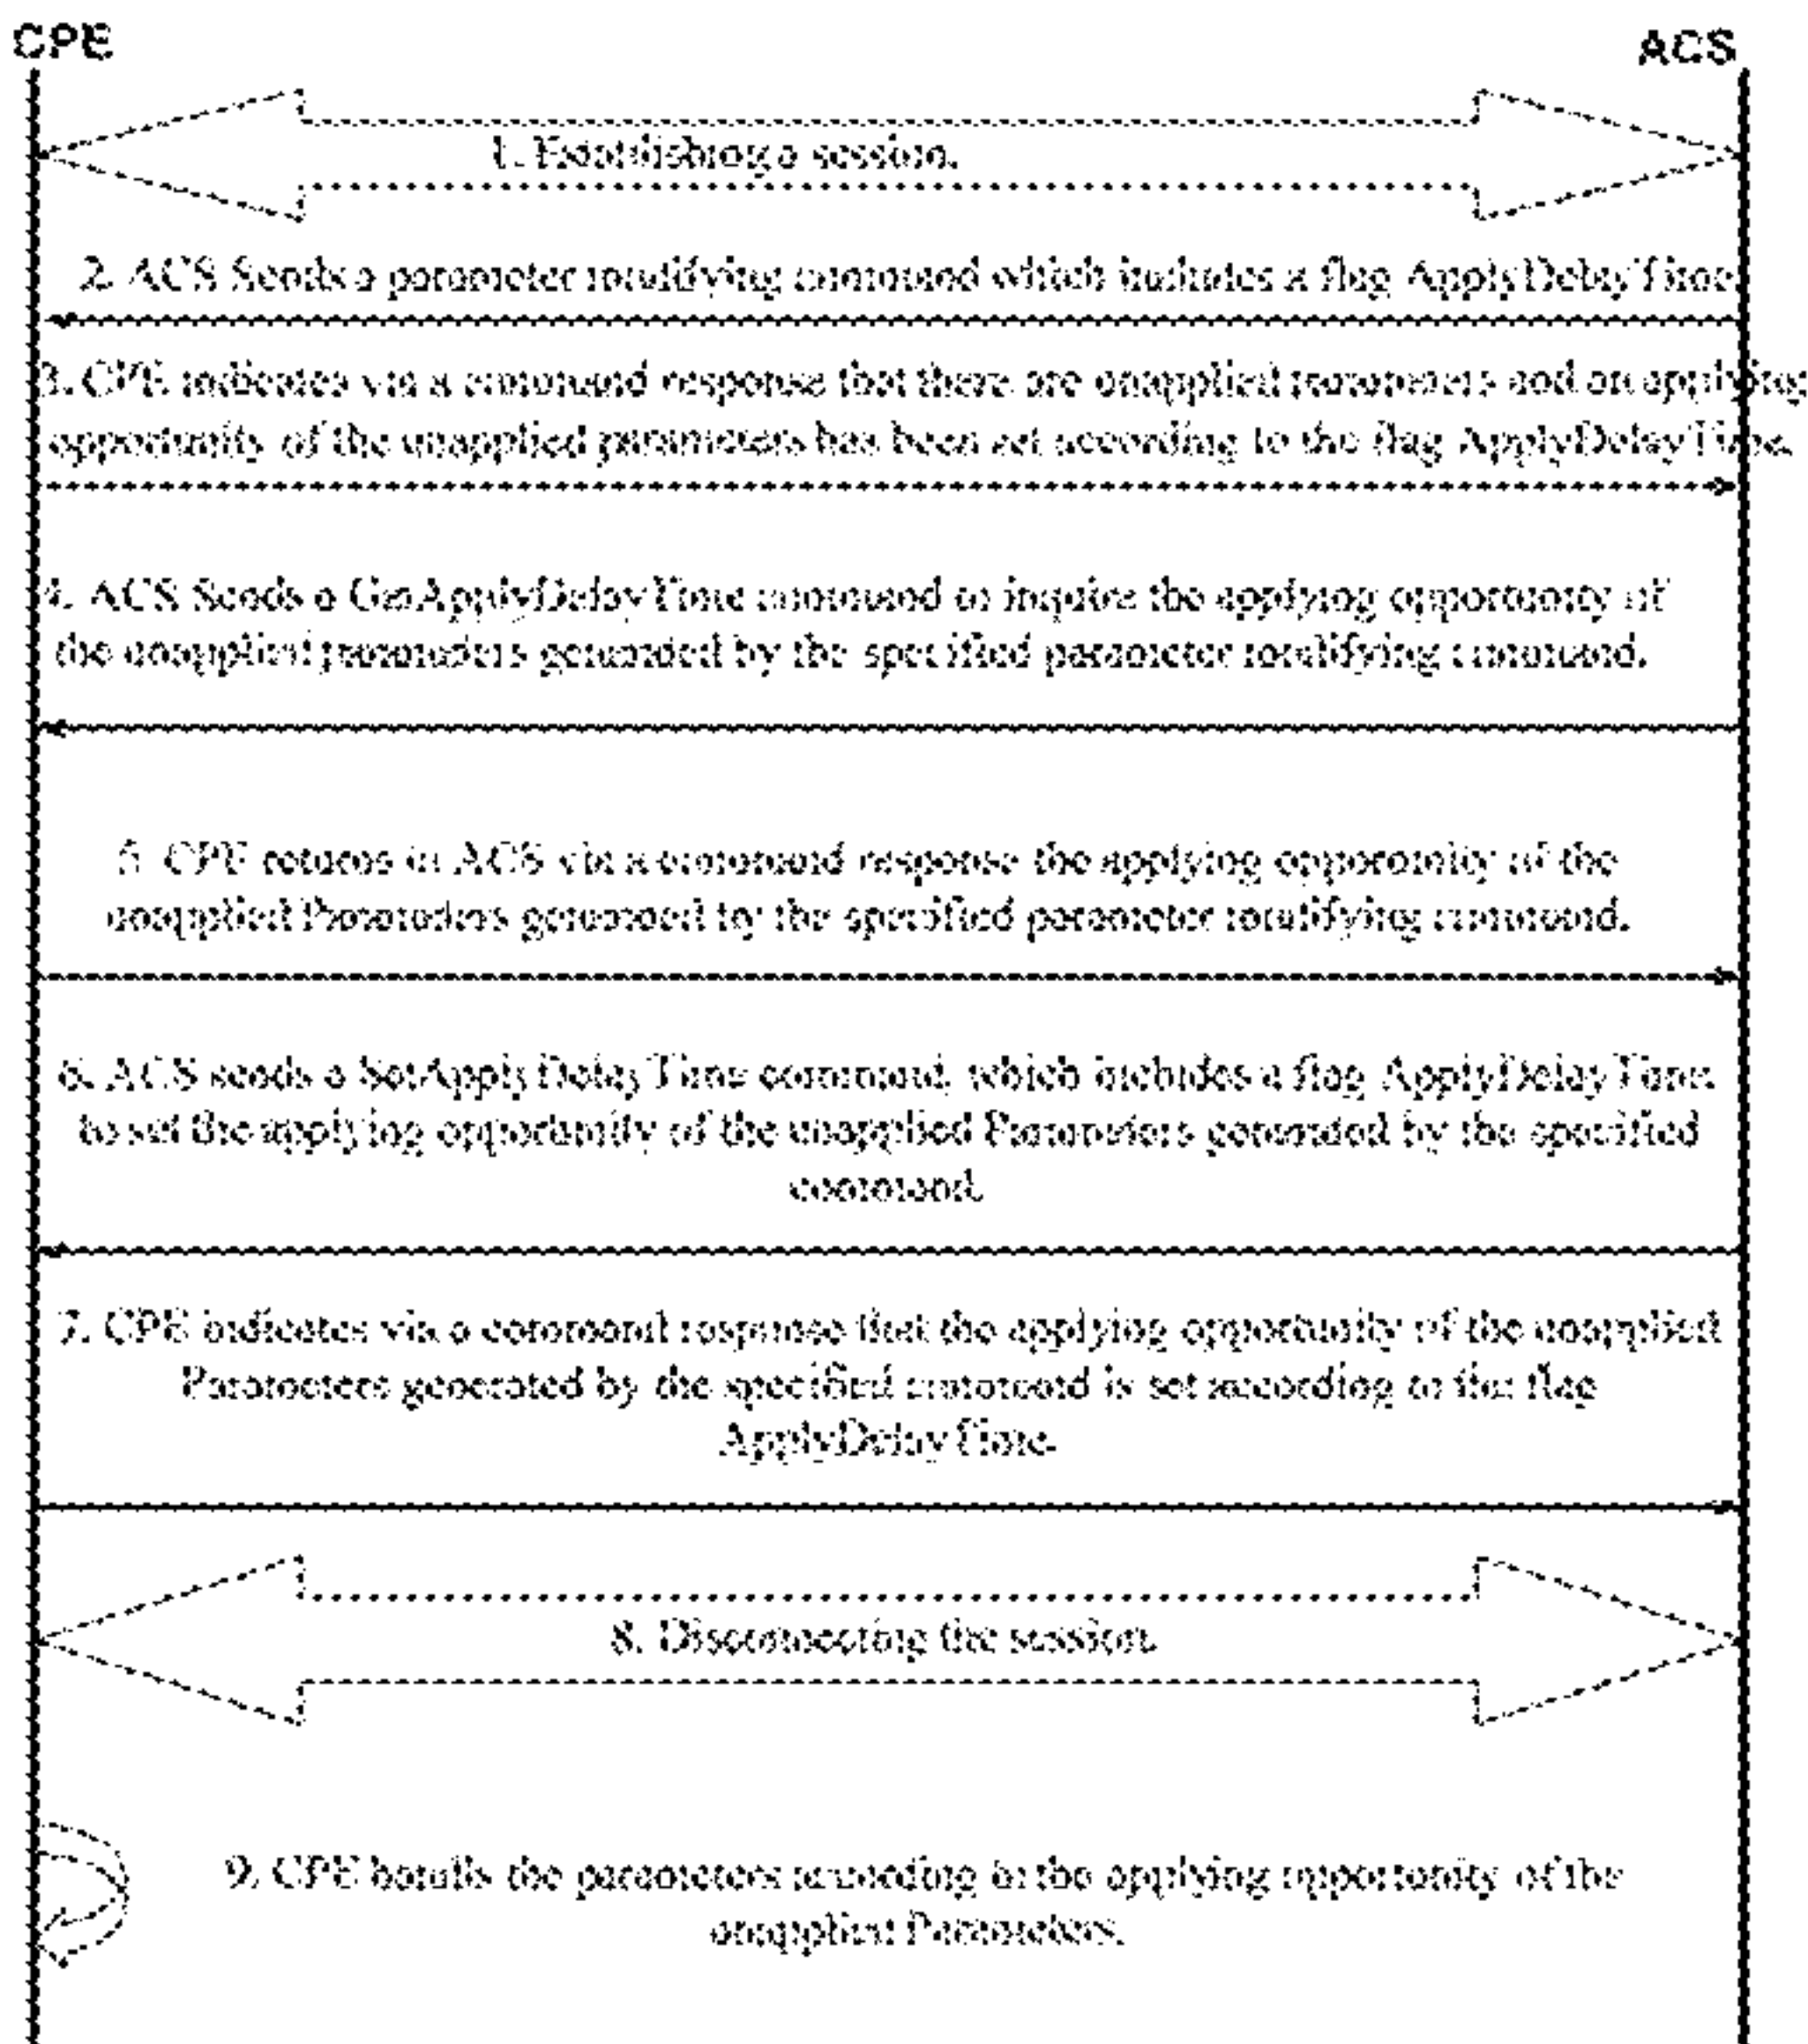 CPE
ACS
1. Establishing a session.
2. ACS Sends a parameter modifying command which includes a flag ApplyDelayTime
3. CPE indicates via a command response that there are unapplied parameters and an applying
opportunity of the unapplied parameters has been set according to the flag ApplyDelayTime.
4. ACS Sends a GetApplyDelayTime command to inquire the applying opportunity of
the unapplied parameters generated by the specified parameter modifying command.
5. CPE returns to ACS via a command response the applying opportunity of the
unapplied Parameters generated by the specified parameter modifying command.
6. ACS sends a SetApplyDelayTime command, which includes a flag ApplyDelayTime
to set the applying opportunity of the unapplied Parameters generated by the specified
command.
7. CPE indicates via a command response that the applying opportunity of the unapplied
Parameters generated by the specified command is set according to the flag
ApplyDelayTime.
8. Disconnecting the session.
9. CPE handls the parameters according to the applying opportunity of the
unapplied Parameters.